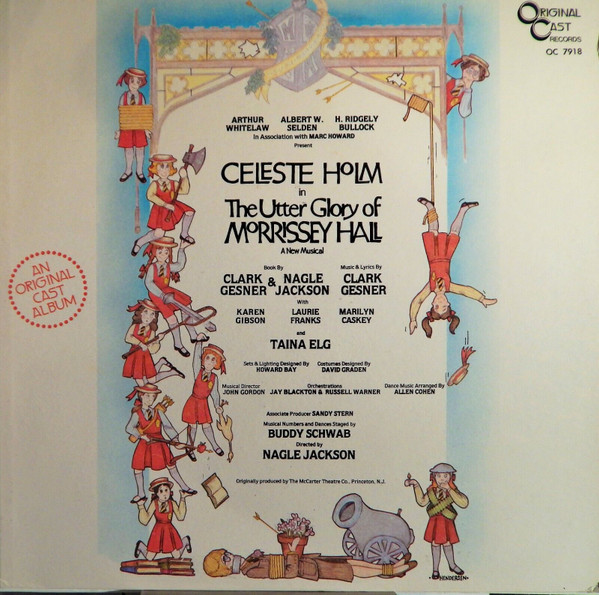 ORIGINAL
CAST
RECORDS
OC 7918
ARTHUR ALBERT W. H. RIDGELY
WHITELAW SELDEN BULLOCK
In Association with MARC HOWARD
Present
CELESTE HOLM
in
The Utter Glory of
MORRISSEY HALL
A New Musical
Book By Music & Lyrics By
CLARK & NAGLE CLARK
GESNER JACKSON GESNER
With
KAREN LAURIE MARILYN
GIBSON FRANKS CASKEY
and
TAINA ELG
Sets & Lighting Designed By Costumes Designed By
HOWARD BAY DAVID GRADEN
Musical Director Orchestrations Dance Music Arranged By
JOHN GORDON JAY BLACKTON & RUSSELL WARNER ALLEN COHEN
Associate Producer SANDY STERN
Musical Numbers and Dances Staged by
BUDDY SCHWAB
Directed by
NAGLE JACKSON
Originally produced by The McCarter Theatre Co., Princeton, N.J.
AN
ORIGINAL
CAST
ALBUM
HENDERSEN